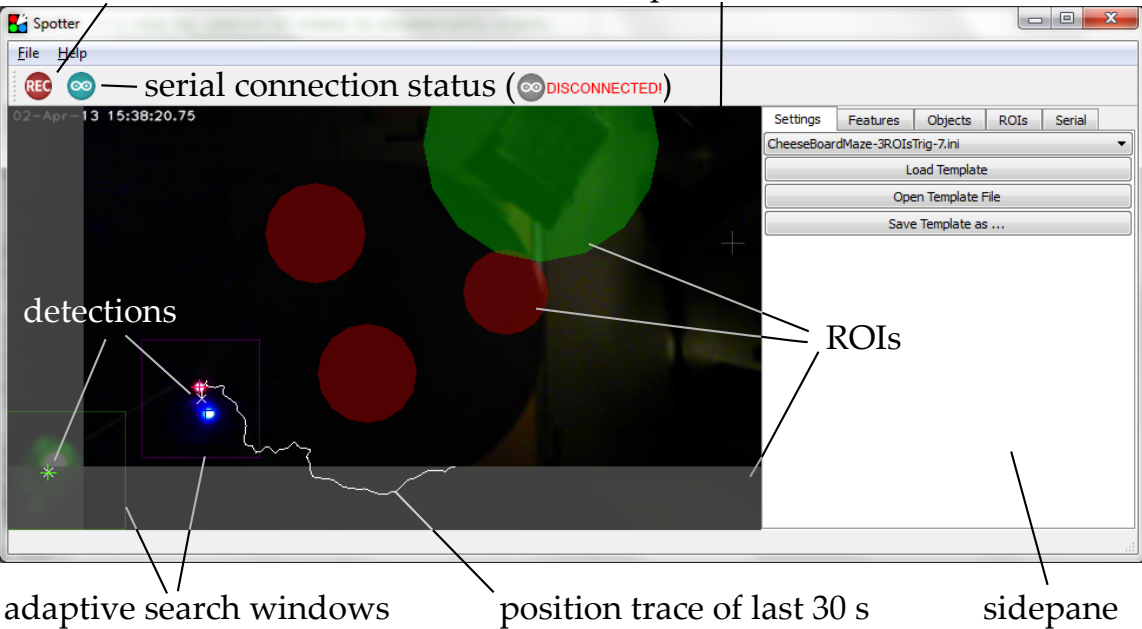 Spotter
File Help
REC
serial connection status (DISCONNECTED!)
02-Apr-13 15:38:20.75
Settings Features Objects ROIs Serial
CheeseBoardMaze-3ROIsTrig-7.ini
Load Template
Open Template File
Save Template as ...
detections
ROIs
adaptive search windows position trace of last 30 s sidepane